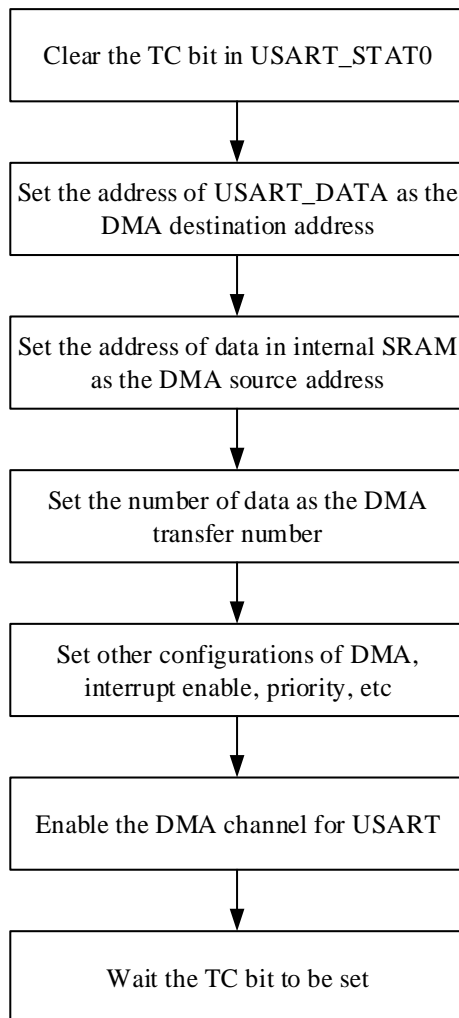 Clear the TC bit in USART_STAT0
Set the address of USART_DATA as the
DMA destination address
Set the address of data in internal SRAM
as the DMA source address
Set the number of data as the DMA
transfer number
Set other configurations of DMA,
interrupt enable, priority, etc
Enable the DMA channel for USART
Wait the TC bit to be set